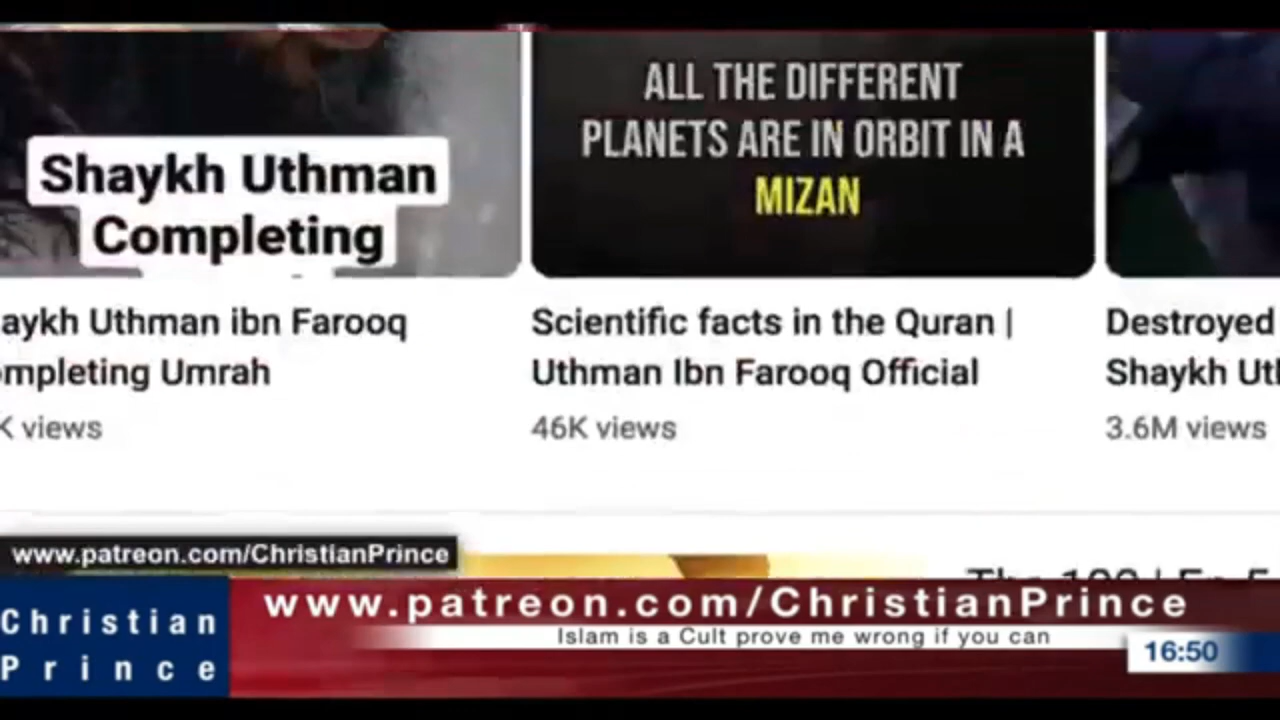 ALL THE DIFFERENT
PLANETS ARE IN ORBIT IN A
MIZAN
Shaykh Uthman
Completing
aykh Uthman ibn Farooq
mpleting Umrah
K views
Scientific facts in the Quran |
Uthman Ibn Farooq Official
46K views
Destroyed
Shaykh Ut
3.6M views
www.patreon.com/ChristianPrince
Christian
Prince
www.patreon.com/ChristianPrince
Islam is a Cult prove me wrong if you can
16:50